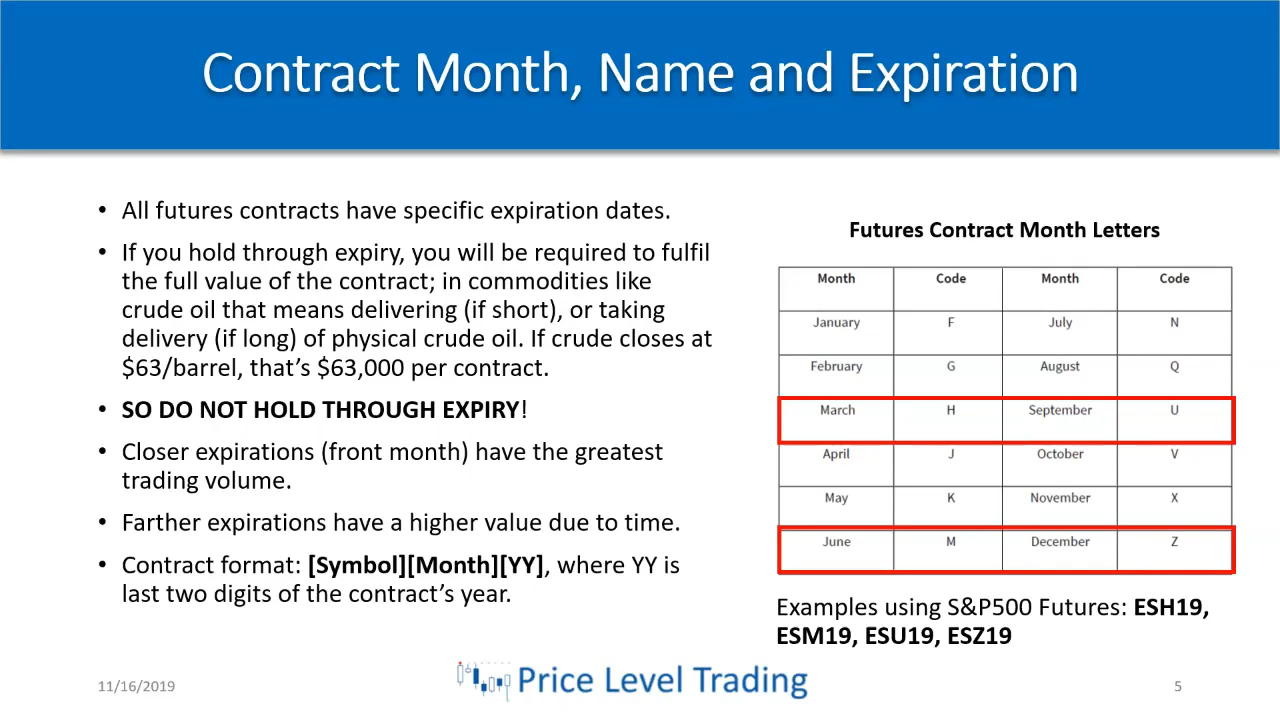 Contract Month, Name and Expiration
• All futures contracts have specific expiration dates.
• If you hold through expiry, you will be required to fulfil
the full value of the contract; in commodities like
crude oil that means delivering (if short), or taking
delivery (if long) of physical crude oil. If crude closes at
$63/barrel, that’s $63,000 per contract.
• SO DO NOT HOLD THROUGH EXPIRY!
• Closer expirations (front month) have the greatest
trading volume.
• Farther expirations have a higher value due to time.
• Contract format: [Symbol][Month][YY], where YY is
last two digits of the contract’s year.
Futures Contract Month Letters
Month Code Month Code
January F July N
February G August Q
March H September U
April J October V
May K November X
June M December Z
Examples using S&P500 Futures: ESH19,
ESM19, ESU19, ESZ19
11/16/2019
Price Level Trading
5